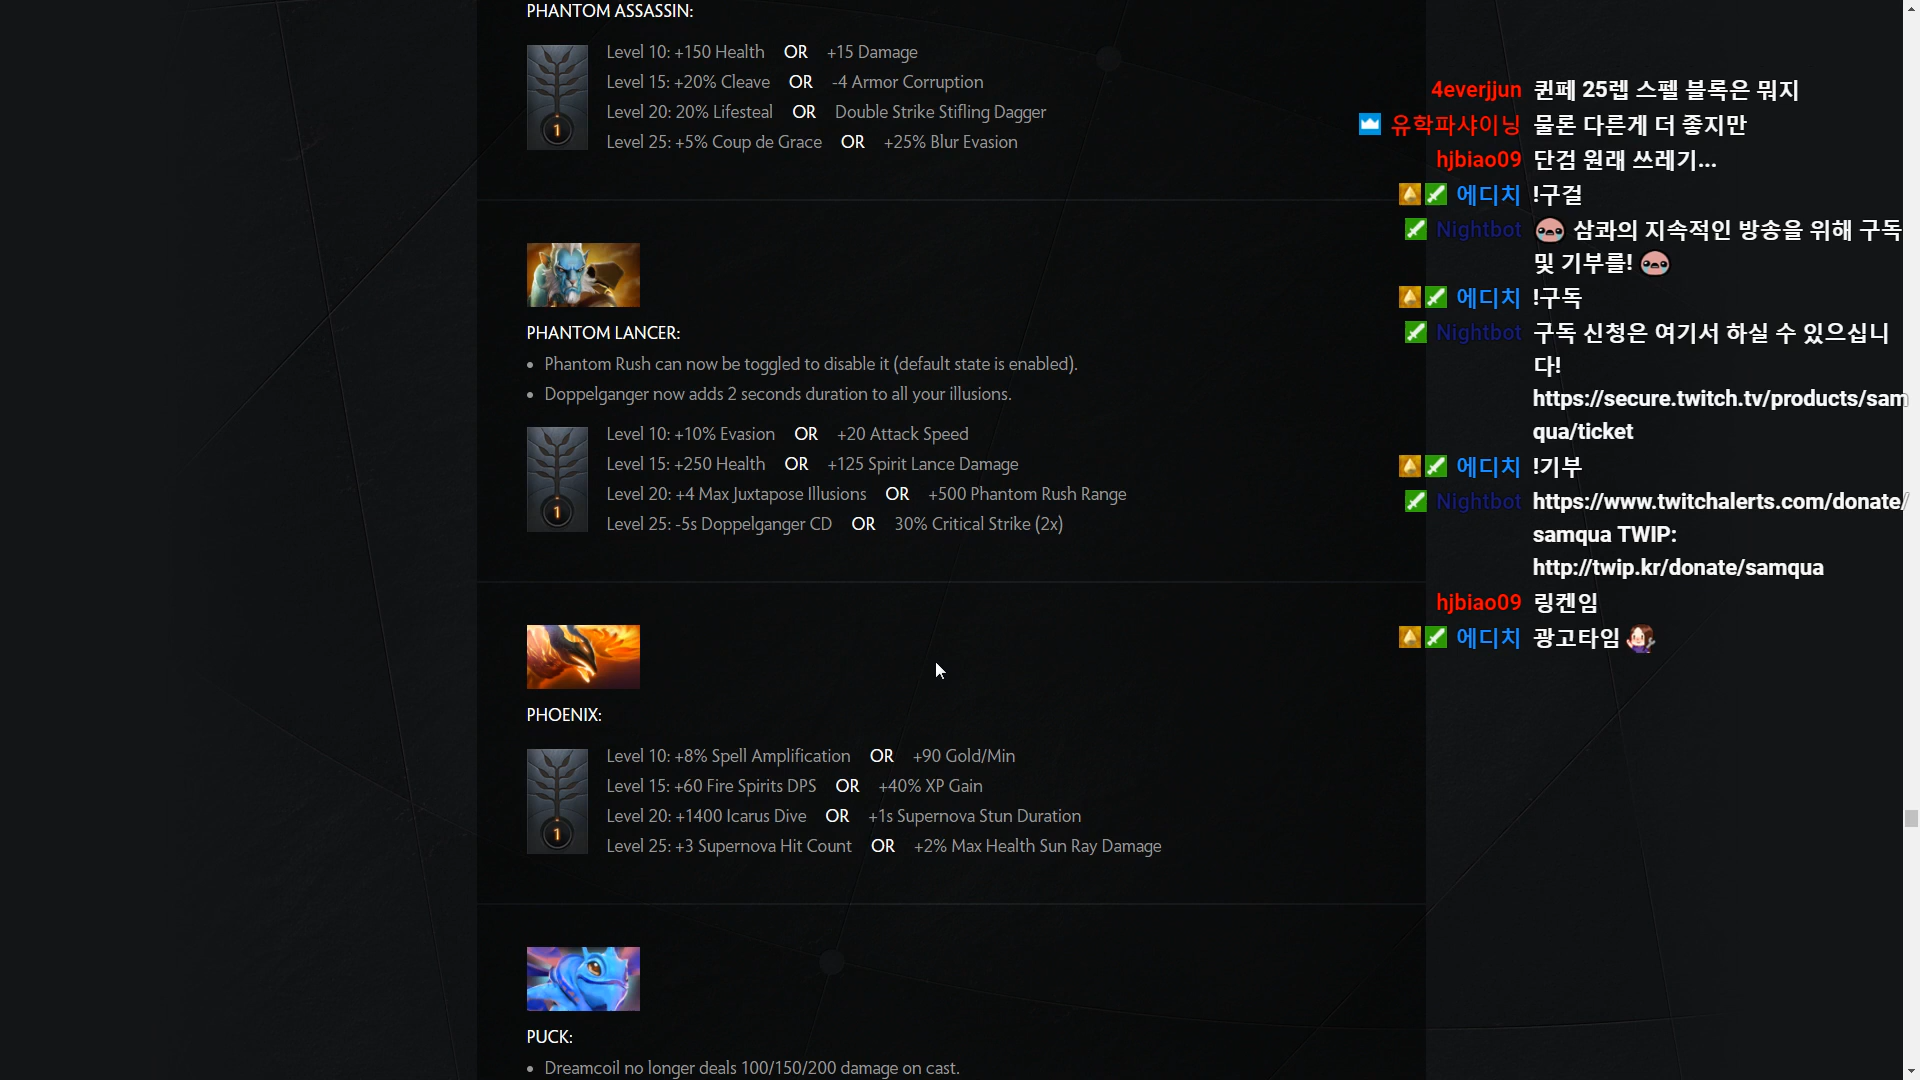 PHANTOM ASSASSIN:
Level 10: +150 Health OR +15 Damage
Level 15: +20% Cleave OR -4 Armor Corruption
Level 20: 20% Lifesteal OR Double Strike Stifling Dagger
Level 25: +5% Coup de Grace OR +25% Blur Evasion
1
PHANTOM LANCER:
Phantom Rush can now be toggled to disable it (default state is enabled).
Doppelganger now adds 2 seconds duration to all your illusions.
Level 10: +10% Evasion OR +20 Attack Speed
Level 15: +250 Health OR +125 Spirit Lance Damage
Level 20: +4 Max Juxtapose Illusions OR +500 Phantom Rush Range
Level 25: -5s Doppelganger CD OR 30% Critical Strike (2x)
1
PHOENIX:
Level 10: +8% Spell Amplification OR +90 Gold/Min
Level 15: +60 Fire Spirits DPS OR +40% XP Gain
Level 20: +1400 Icarus Dive OR +1s Supernova Stun Duration
Level 25: +3 Supernova Hit Count OR +2% Max Health Sun Ray Damage
1
PUCK:
Dreamcoil no longer deals 100/150/200 damage on cast.
4everjjun 퀸페 25렙 스펠 블록은 뭐지
유학파샤이닝 물론 다른게 더 좋지만
hjbiao09 단검 원래 쓰레기...
에디치 !구걸
Nightbot 삼콰의 지속적인 방송을 위해 구독
및 기부를!
에디치 !구독
Nightbot 구독 신청은 여기서 하실 수 있으십니
다!
https://secure.twitch.tv/products/sam
qua/ticket
에디치 !기부
Nightbot https://www.twitchalerts.com/donate/
samqua TWIP:
http://twip.kr/donate/samqua
hjbiao09 링켄임
에디치 광고타임